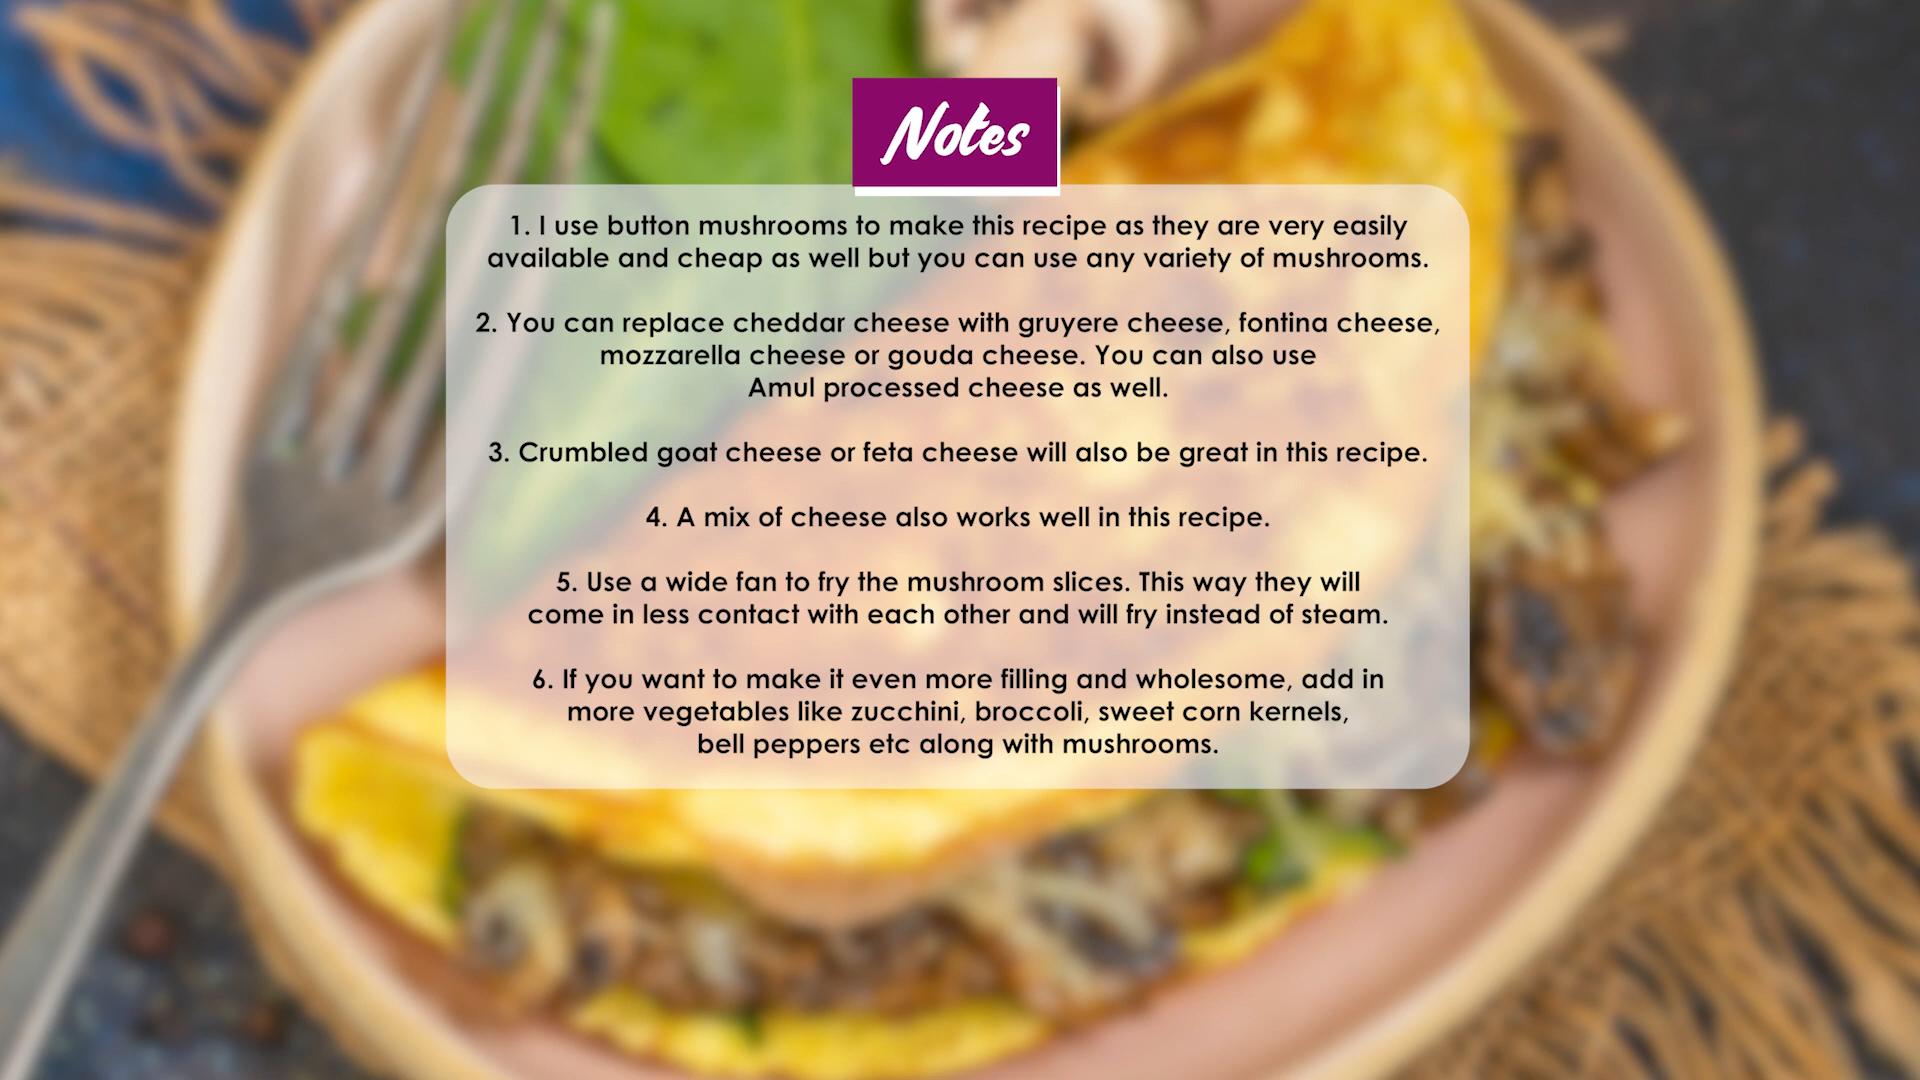 Notes
1. I use button mushrooms to make this recipe as they are very easily
available and cheap as well but you can use any variety of mushrooms.
2. You can replace cheddar cheese with gruyere cheese, fontina cheese,
mozzarella cheese or gouda cheese. You can also use
Amul processed cheese as well.
3. Crumbled goat cheese or feta cheese will also be great in this recipe.
4. A mix of cheese also works well in this recipe.
5. Use a wide fan to fry the mushroom slices. This way they will
come in less contact with each other and will fry instead of steam.
6. If you want to make it even more filling and wholesome, add in
more vegetables like zucchini, broccoli, sweet corn kernels,
bell peppers etc along with mushrooms.